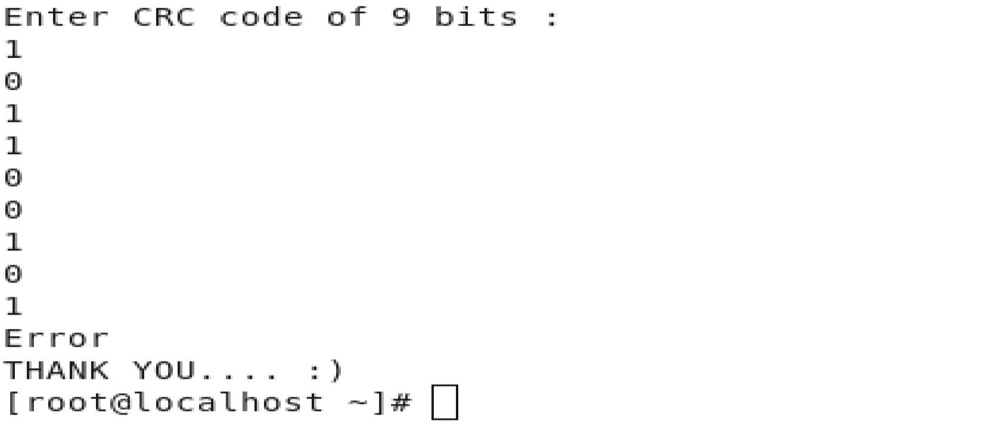 Enter CRC code of 9 bits :
1
0
1
1
0
0
1
0
1
Error
THANK YOU.... :)
[root@localhost ~]#